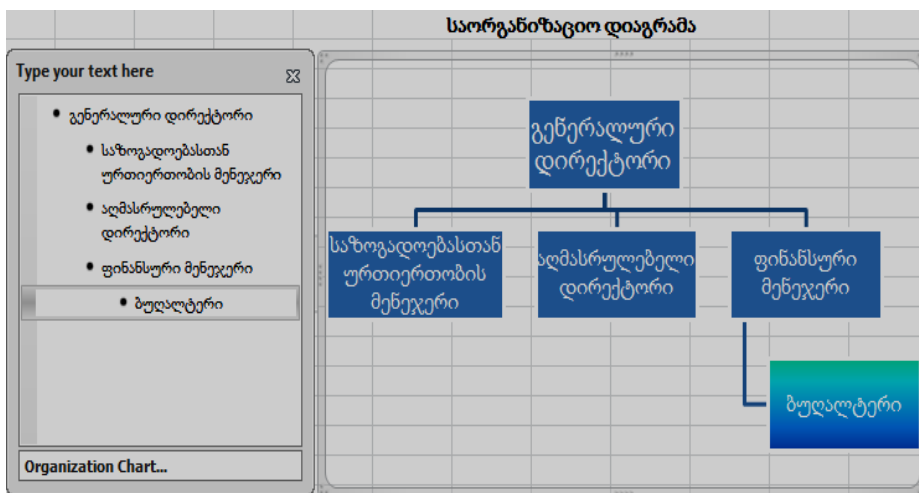 საორგანიზაციო დიაგრამა
Type your text here
გენერალური დირექტორი
საზოგადოებასთან
ურთიერთობის მენეჯერი
აღმასრულებელი
დირექტორი
ფინანსური მენეჯერი
ბუღალტერი
Organization Chart...
გენერალური
დირექტორი
საზოგადოებასთან
ურთიერთობის
მენეჯერი
აღმასრულებელი
დირექტორი
ფინანსური
მენეჯერი
ბუღალტერი